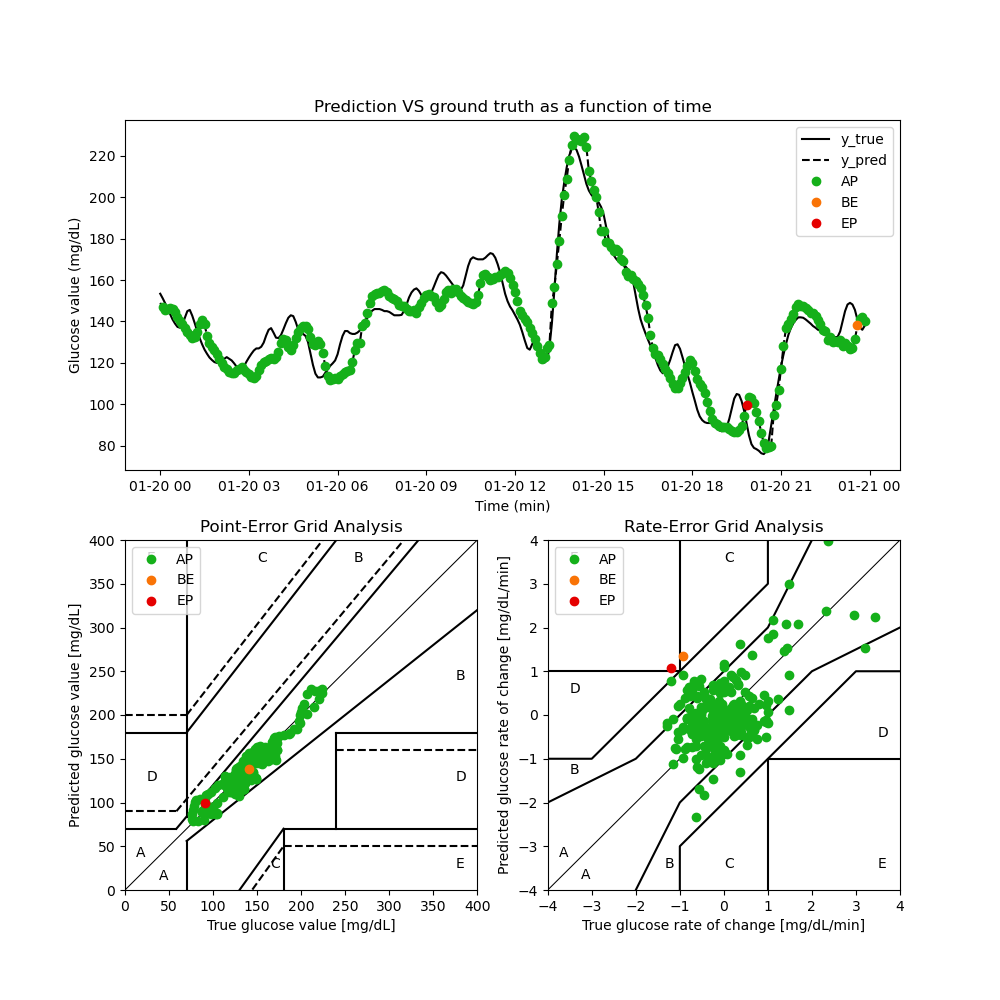 Prediction VS ground truth as a function of time
Glucose value (mg/dL)
220
200
180
160
140
120
100
80
y_true
y_pred
AP
BE
EP
01-20 00 01-20 03 01-20 06 01-20 09 01-20 12 01-20 15 01-20 18 01-20 21 01-21 00
Time (min)
Point-Error Grid Analysis
Predicted glucose value [mg/dL]
400
350
300
250
200
150
100
50
0
AP
BE
EP
C
B
B
D
D
A
A
C
E
0 50 100 150 200 250 300 350 400
True glucose value [mg/dL]
Rate-Error Grid Analysis
Predicted glucose rate of change [mg/dL/min]
4
3
2
1
0
−1
−2
−3
−4
AP
BE
EP
C
D
D
B
A
A
B
C
E
−4 −3 −2 −1 0 1 2 3 4
True glucose rate of change [mg/dL/min]